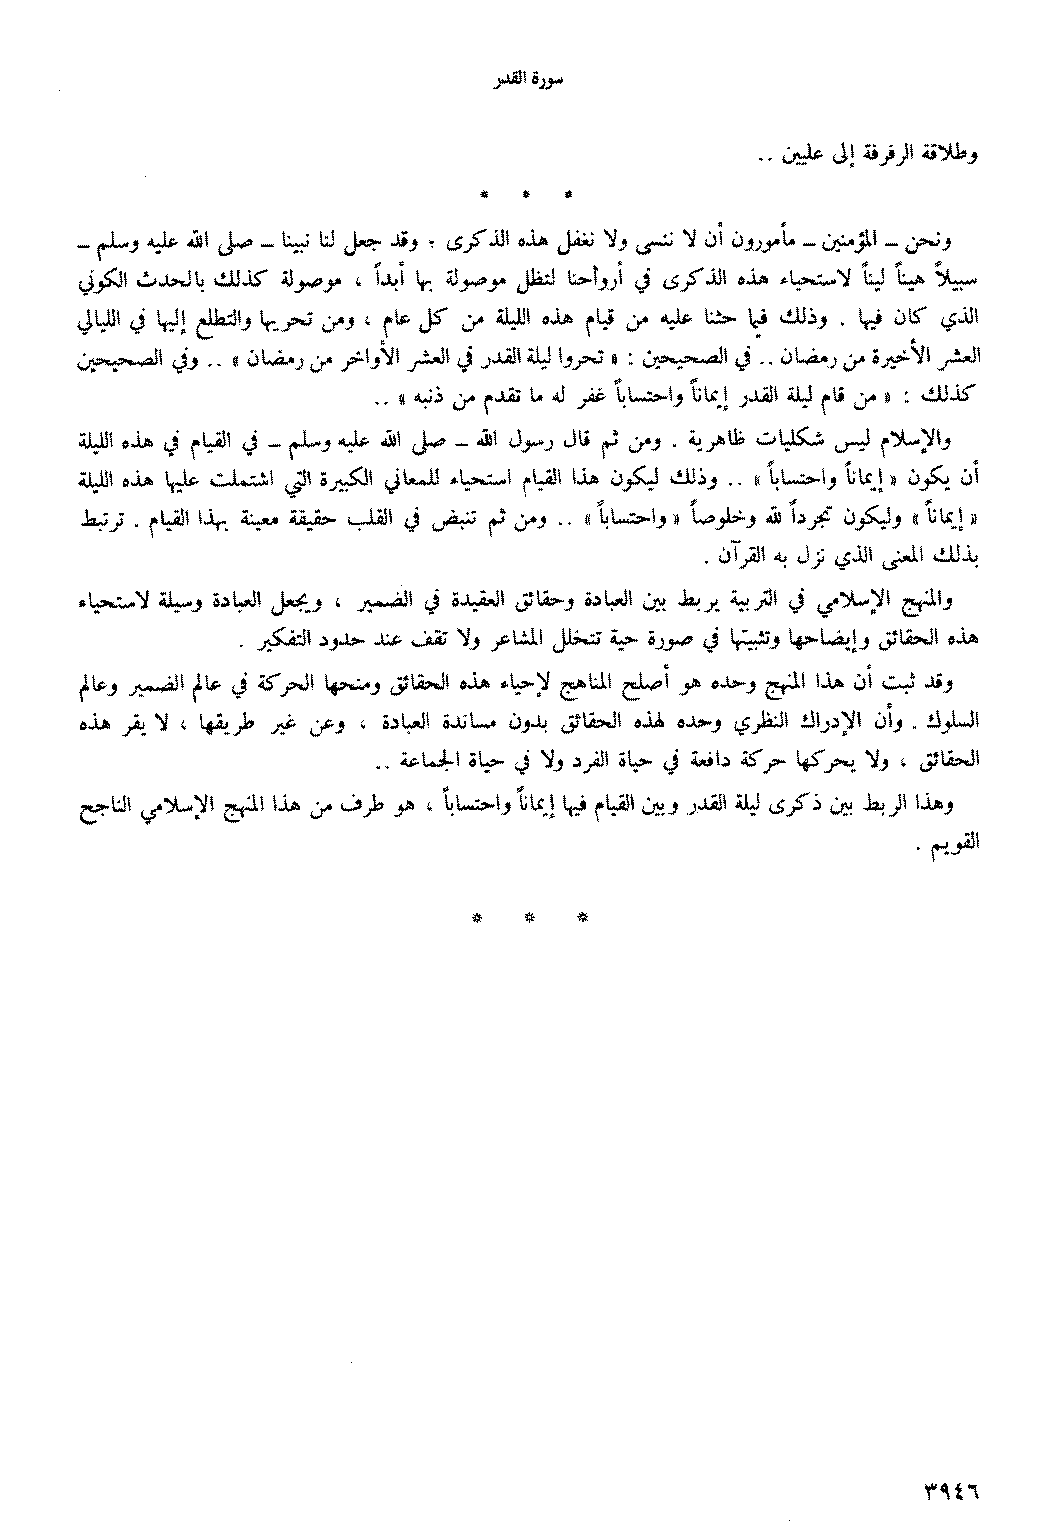 سورة القدر
وطلاقة الرفرفة إلى عليين ..
* * *
ونحن – المؤمنين – مأمورون أن لا ننسى ولا نغفل هذه الذكرى ؛ وقد جعل لنا نبينا – صلى الله عليه وسلم –
سبيلاً هيناً ليناً لاستحياء هذه الذكرى في أرواحنا لتظل موصولة بها أبداً ، موصولة كذلك بالحدث الكوني
الذي كان فيها . وذلك فيما حثنا عليه من قيام هذه الليلة من كل عام ، ومن تحريها والتطلع إليها في الليالي
العشر الأخيرة من رمضان .. في الصحيحين : « تحروا ليلة القدر في العشر الأواخر من رمضان » .. وفي الصحيحين
كذلك : « من قام ليلة القدر إيماناً واحتساباً غفر له ما تقدم من ذنبه » ..
والإسلام ليس شكليات ظاهرية . ومن ثم قال رسول الله – صلى الله عليه وسلم – في القيام في هذه الليلة
أن يكون « إيماناً واحتساباً » .. وذلك ليكون هذا القيام استحياء للمعاني الكبيرة التي اشتملت عليها هذه الليلة
« إيماناً » وليكون تجرداً لله وخلوصاً « واحتساباً » .. ومن ثم تنبض في القلب حقيقة معينة بهذا القيام . ترتبط
بذلك المعنى الذي نزل به القرآن .
والمنهج الإسلامي في التربية يربط بين العبادة وحقائق العقيدة في الضمير ، ويجعل العبادة وسيلة لاستحياء
هذه الحقائق وإيضاحها وتثبيتها في صورة حية تتخلل المشاعر ولا تقف عند حدود التفكير .
وقد ثبت أن هذا المنهج وحده هو أصلح المناهج لإحياء هذه الحقائق ومنحها الحركة في عالم الضمير وعالم
السلوك . وأن الإدراك النظري وحده لهذه الحقائق بدون مساندة العبادة ، وعن غير طريقها ، لا يقر هذه
الحقائق ، ولا يحركها حركة دافعة في حياة الفرد ولا في حياة الجماعة ..
وهذا الربط بين ذكرى ليلة القدر وبين القيام فيها إيماناً واحتساباً ، هو طرف من هذا المنهج الإسلامي الناجح
القويم .
* * *
٣٩٤٦